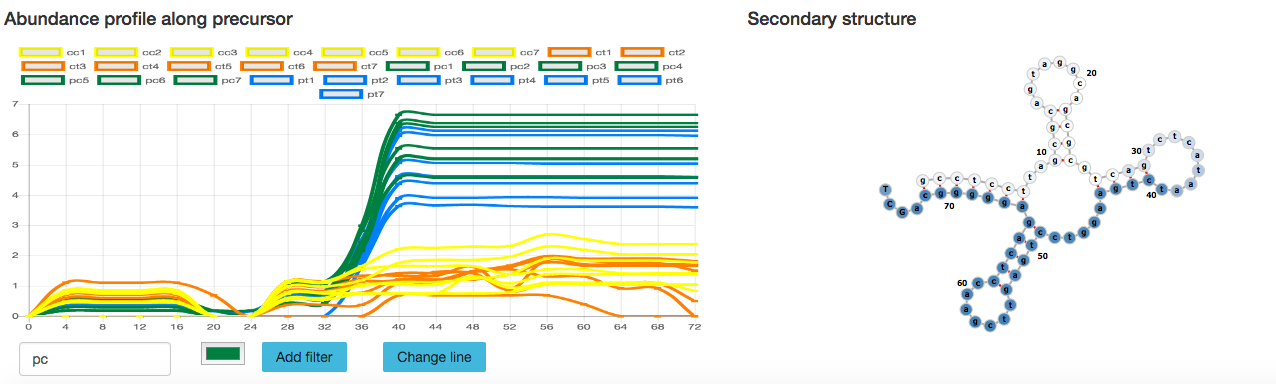 Abundance profile along precursor
Secondary structure
cc1 cc2 cc3 cc4 cc5 cc6 cc7 ct1 ct2
ct3 ct4 ct5 ct6 ct7 pc1 pc2 pc3 pc4
pc5 pc6 pc7 pt1 pt2 pt3 pt4 pt5 pt6
pt7
7
6
5
4
3
2
1
0
0 4 8 12 16 20 24 28 32 36 40 44 48 52 56 60 64 68 72
pc
Add filter
Change line
10
20
30
40
50
60
70